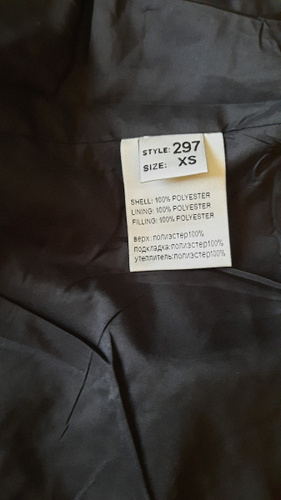 STYLE: 297
SIZE: XS
SHELL: 100% POLYESTER
LINING: 100% POLYESTER
FILLING: 100% POLYESTER
верх: полиэстер100%
подкладка:полиэстер100%
утеплитель:полиэстер100%